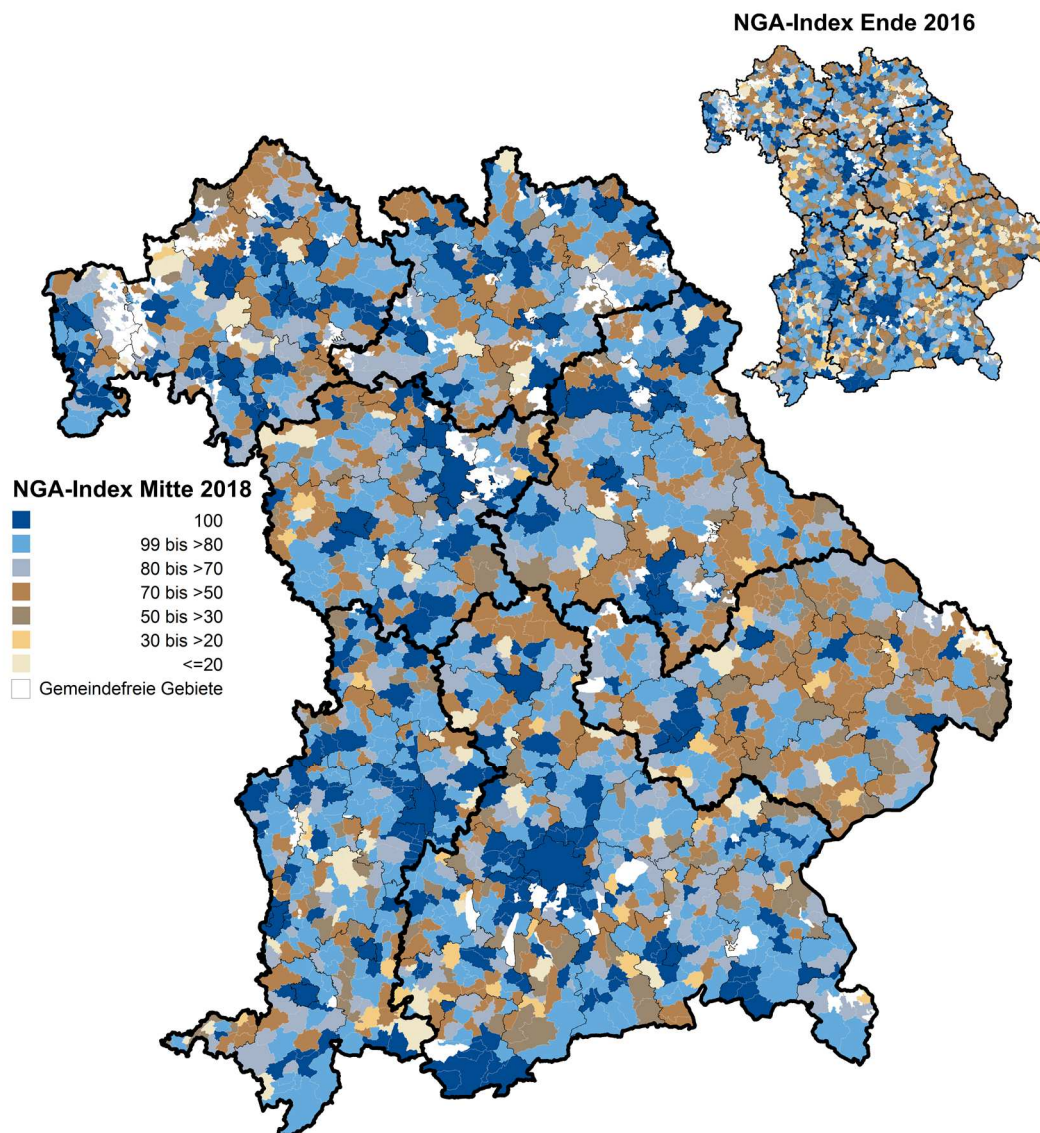 NGA-Index Ende 2016
NGA-Index Mitte 2018
100
99 bis >80
80 bis >70
70 bis >50
50 bis >30
30 bis >20
<=20
Gemeindefreie Gebiete